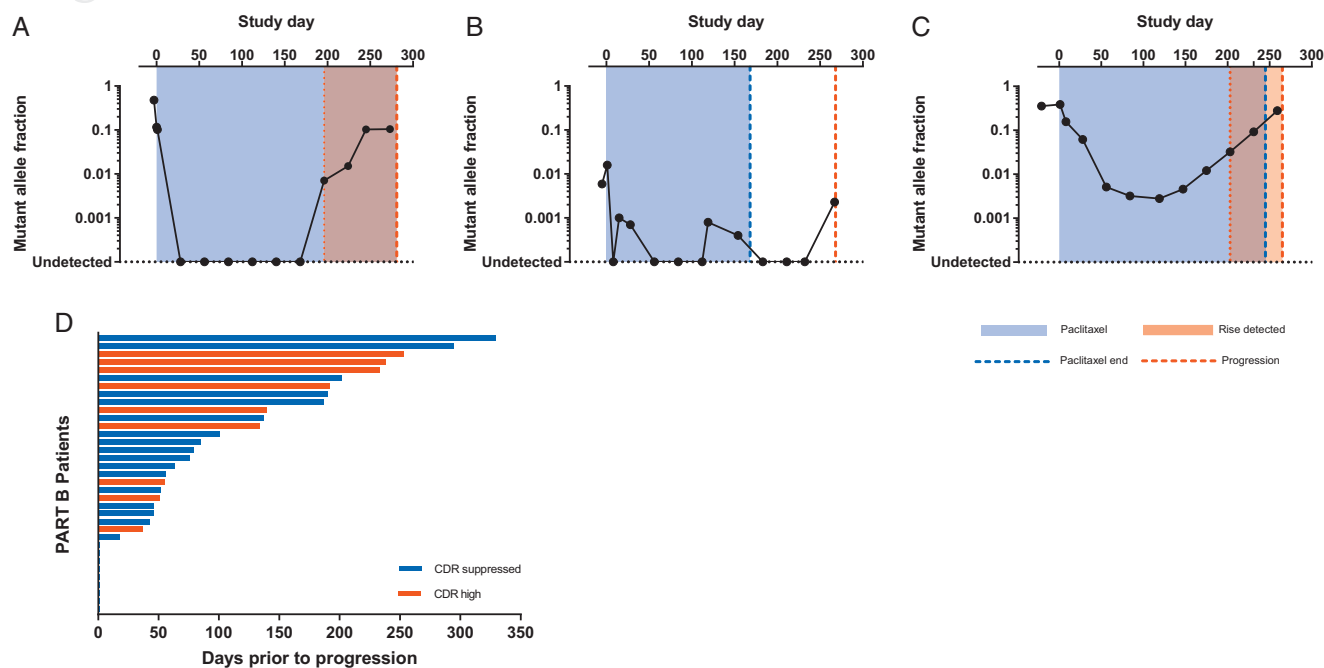 A
Study day
0 50 100 150 200 250 300
Mutant allele fraction
1
0.1
0.01
0.001
Undetected
B
Study day
0 50 100 150 200 250 300
Mutant allele fraction
1
0.1
0.01
0.001
Undetected
C
Study day
0 50 100 150 200 250 300
Mutant allele fraction
1
0.1
0.01
0.001
Undetected
Paclitaxel
Rise detected
Paclitaxel end
Progression
D
PART B Patients
CDR suppressed
CDR high
0 50 100 150 200 250 300 350
Days prior to progression